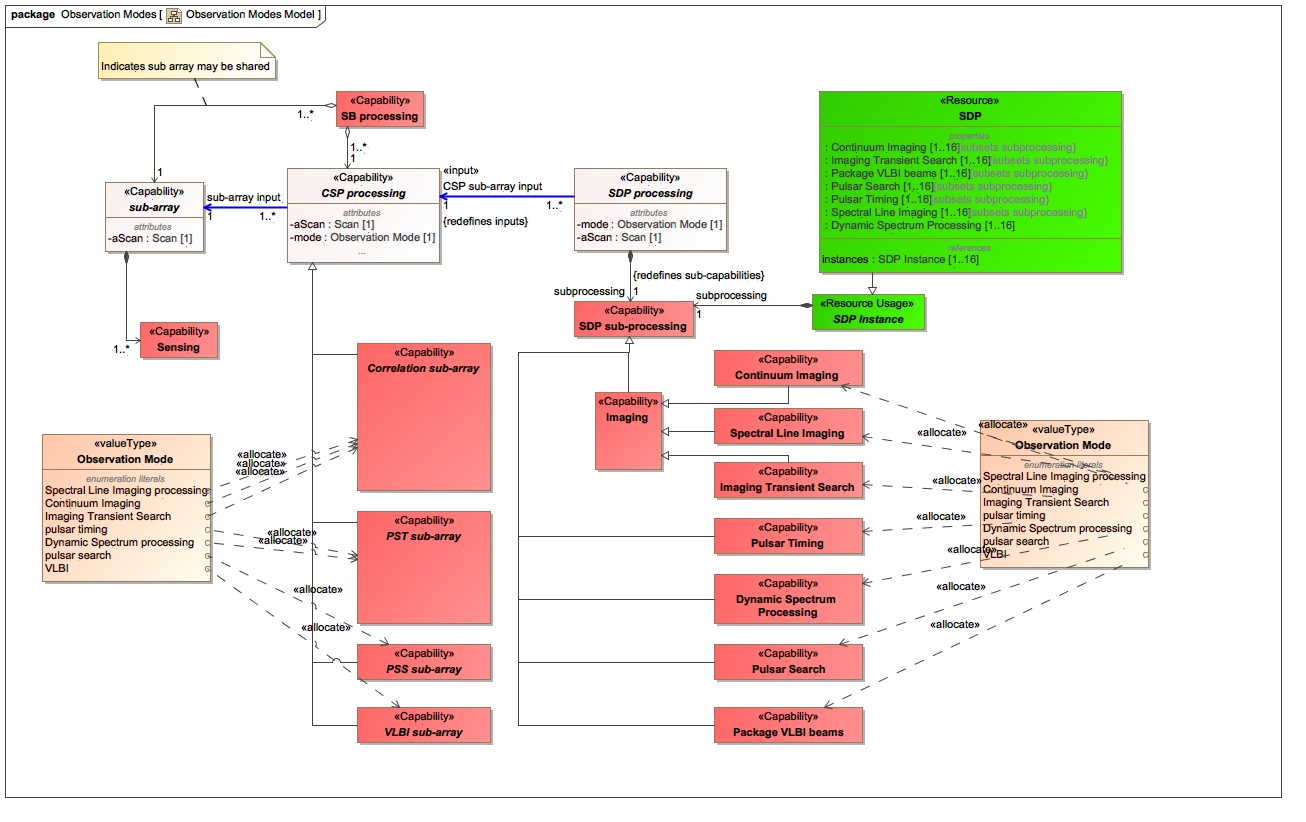 package Observation Modes [ Observation Modes Model ]
Indicates sub array may be shared
«Capability»
SB processing
1..*
1..*
1
1
«Capability»
sub-array
attributes
-aScan : Scan [1]
sub-array input
1
1..*
«Capability»
CSP processing
attributes
-aScan : Scan [1]
-mode : Observation Mode [1]
...
«input»
CSP sub-array input
1
1..*
{redefines inputs}
«Capability»
SDP processing
attributes
-mode : Observation Mode [1]
-aScan : Scan [1]
«Resource»
SDP
properties
: Continuum Imaging [1..16]{subsets subprocessing}
: Imaging Transient Search [1..16]{subsets subprocessing}
: Package VLBI beams [1..16]{subsets subprocessing}
: Pulsar Search [1..16]{subsets subprocessing}
: Pulsar Timing [1..16]{subsets subprocessing}
: Spectral Line Imaging [1..16]{subsets subprocessing}
: Dynamic Spectrum Processing [1..16]
references
instances : SDP Instance [1..16]
{redefines sub-capabilities}
subprocessing
1
subprocessing
1
«Capability»
SDP sub-processing
«Resource Usage»
SDP Instance
1..*
«Capability»
Sensing
«Capability»
Correlation sub-array
«Capability»
Continuum Imaging
«Capability»
Imaging
«Capability»
Spectral Line Imaging
«Capability»
Imaging Transient Search
«valueType»
Observation Mode
enumeration literals
Spectral Line Imaging processing
Continuum Imaging
Imaging Transient Search
pulsar timing
Dynamic Spectrum processing
pulsar search
VLBI
«allocate»
«allocate»
«allocate»
«allocate»
«allocate»
«allocate»
«allocate»
«Capability»
PST sub-array
«Capability»
PSS sub-array
«Capability»
VLBI sub-array
«Capability»
Pulsar Timing
«Capability»
Dynamic Spectrum
Processing
«Capability»
Pulsar Search
«Capability»
Package VLBI beams
«allocate»
«allocate»
«allocate»
«allocate»
«allocate»
«allocate»
«allocate»
«valueType»
Observation Mode
enumeration literals
Spectral Line Imaging processing
Continuum Imaging
Imaging Transient Search
pulsar timing
Dynamic Spectrum processing
pulsar search
VLBI